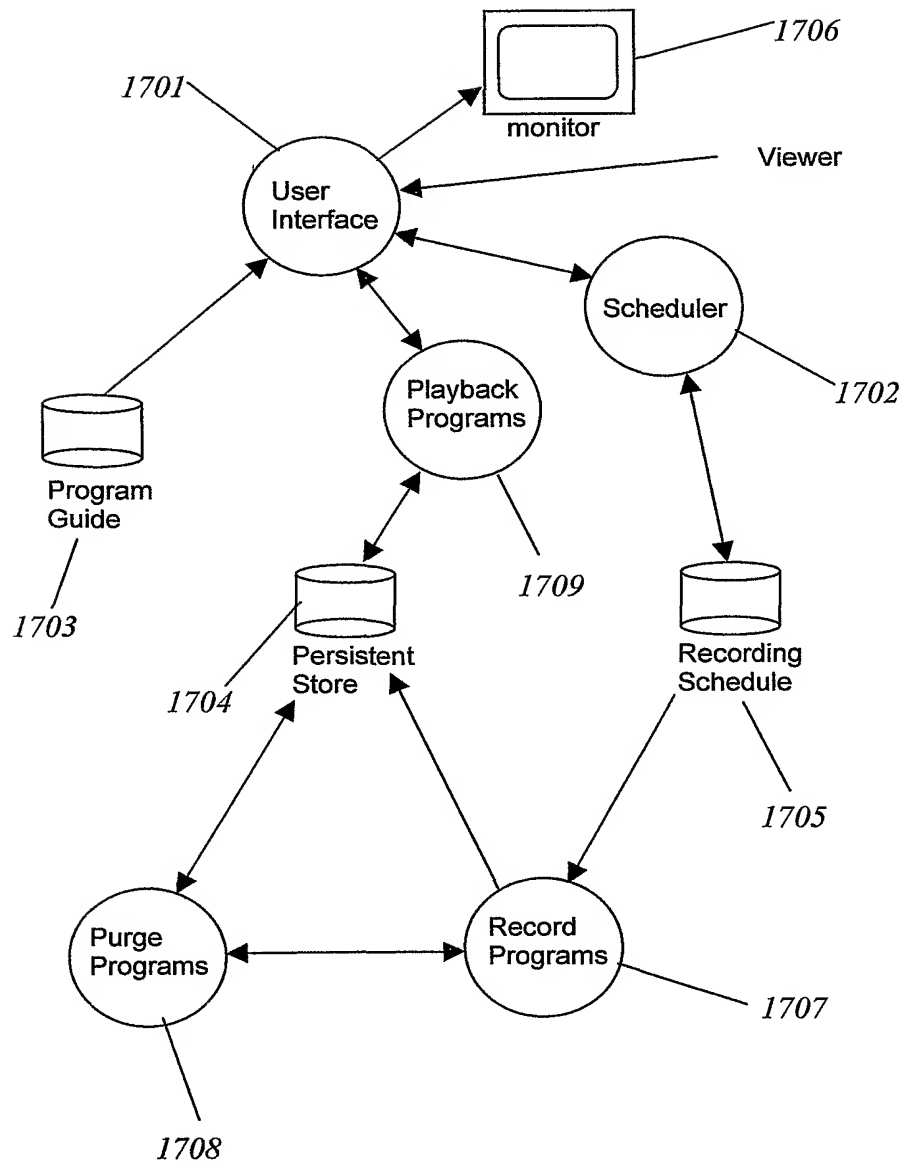 1706
1701
monitor
Viewer
User
Interface
Scheduler
1702
Playback
Programs
Program
Guide
1709
1703
Persistent
Store
Recording
Schedule
1704
1705
Purge
Programs
Record
Programs
1707
1708